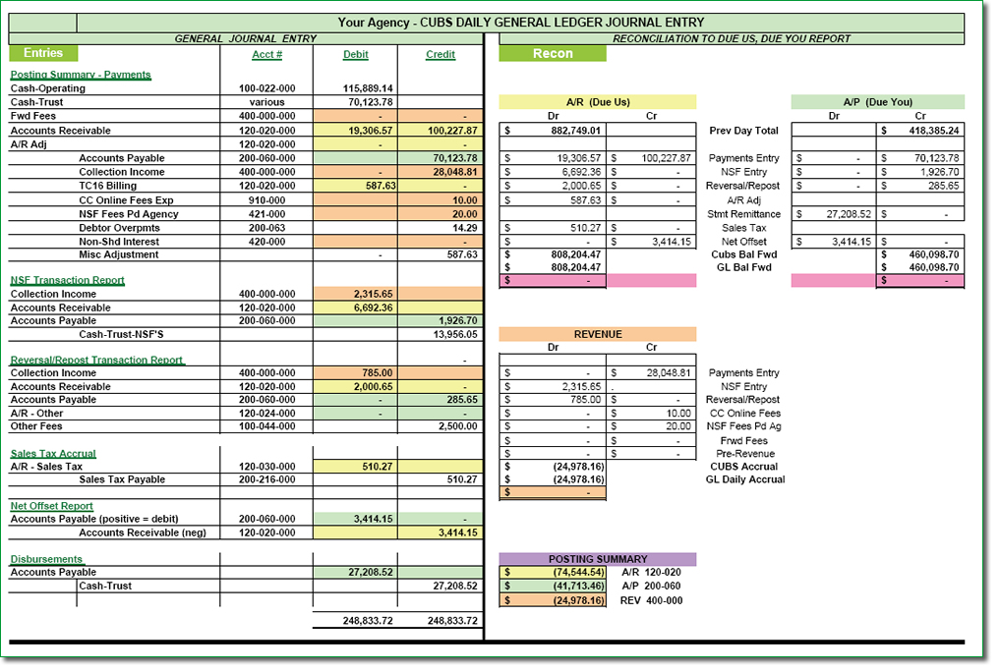 Your Agency - CUBS DAILY GENERAL LEDGER JOURNAL ENTRY
GENERAL JOURNAL ENTRY
Entries Acct # Debit Credit
Posting Summary - Payments
Cash-Operating 100-022-000 115,889.14
Cash-Trust various 70,123.78
Fwd Fees 400-000-000 - -
Accounts Receivable 120-020-000 19,306.57 100,227.87
A/R Adj 120-020-000 - -
Accounts Payable 200-060-000 70,123.78
Collection Income 400-000-000 - 28,048.81
TC16 Billing 120-020-000 587.63 -
CC Online Fees Exp 910-000 10.00
NSF Fees Pd Agency 421-000 20.00
Debtor Overpmts 200-063 14.29
Non-Shd Interest 420-000 -
Misc Adjustment - 587.63
NSF Transaction Report
Collection Income 400-000-000 2,315.65
Accounts Receivable 120-020-000 6,692.36
Accounts Payable 200-060-000 1,926.70
Cash-Trust-NSF'S 13,956.05
Reversal/Repost Transaction Report -
Collection Income 400-000-000 785.00
Accounts Receivable 120-020-000 2,000.65 -
Accounts Payable 200-060-000 - 285.65
A/R - Other 120-024-000 - -
Other Fees 100-044-000 2,500.00
Sales Tax Accrual
A/R - Sales Tax 120-030-000 510.27
Sales Tax Payable 200-216-000 510.27
Net Offset Report
Accounts Payable (positive = debit) 200-060-000 3,414.15 -
Accounts Receivable (neg) 120-020-000 3,414.15
Disbursements
Accounts Payable 27,208.52
Cash-Trust 27,208.52
248,833.72 248,833.72
RECONCILIATION TO DUE US, DUE YOU REPORT
Recon
A/R (Due Us) A/P (Due You)
Dr Cr Dr Cr
$ 882,749.01 Prev Day Total $ 418,385.24
$ 19,306.57 $ 100,227.87 Payments Entry $ - $ 70,123.78
$ 6,692.36 $ - NSF Entry $ - $ 1,926.70
$ 2,000.65 $ - Reversal/Repost $ - $ 285.65
$ 587.63 $ - A/R Adj
Stmt Remittance $ 27,208.52 $ -
$ 510.27 $ - Sales Tax
$ - $ 3,414.15 Net Offset $ 3,414.15 $ -
$ 808,204.47 Cubs Bal Fwd $ 460,098.70
$ 808,204.47 GL Bal Fwd $ 460,098.70
$ - $ -
REVENUE
Dr Cr
$ - $ 28,048.81 Payments Entry
$ 2,315.65 . NSF Entry
$ 785.00 $ - Reversal/Repost
$ - $ 10.00 CC Online Fees
$ - $ 20.00 NSF Fees Pd Ag
$ - $ - Frwd Fees
$ - $ - Pre-Revenue
$ (24,978.16) CUBS Accrual
$ (24,978.16) GL Daily Accrual
$ -
POSTING SUMMARY
$ (74,544.54) A/R 120-020
$ (41,713.46) A/P 200-060
$ (24,978.16) REV 400-000